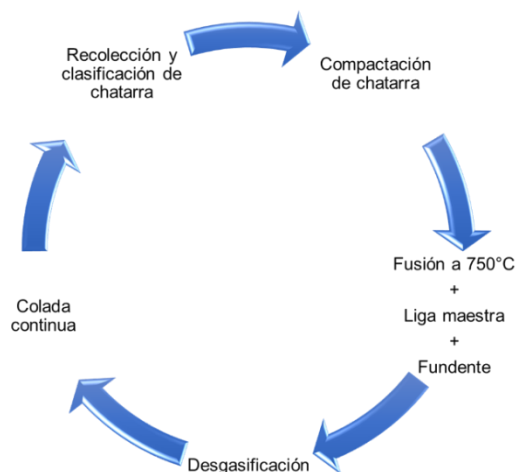 Recolección y
clasificación de
chatarra
Compactación
de chatarra
Fusión a 750°C
+
Liga maestra
+
Fundente
Desgasificación
Colada
continua